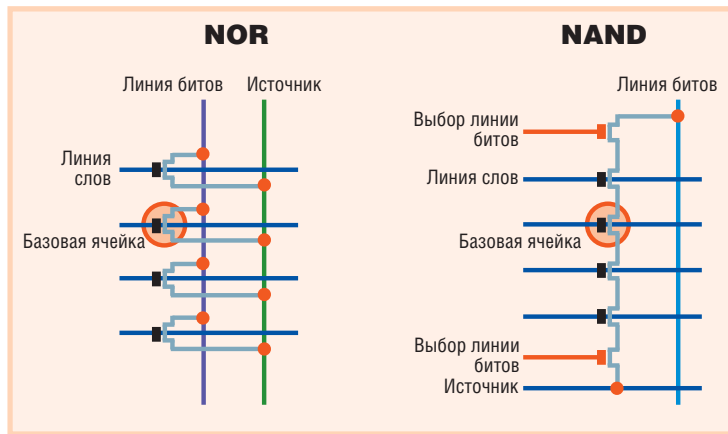 NOR
Линия битов
Источник
Линия
слов
Базовая ячейка
NAND
Линия битов
Выбор линии
битов
Линия слов
Базовая ячейка
Выбор линии
битов
Источник